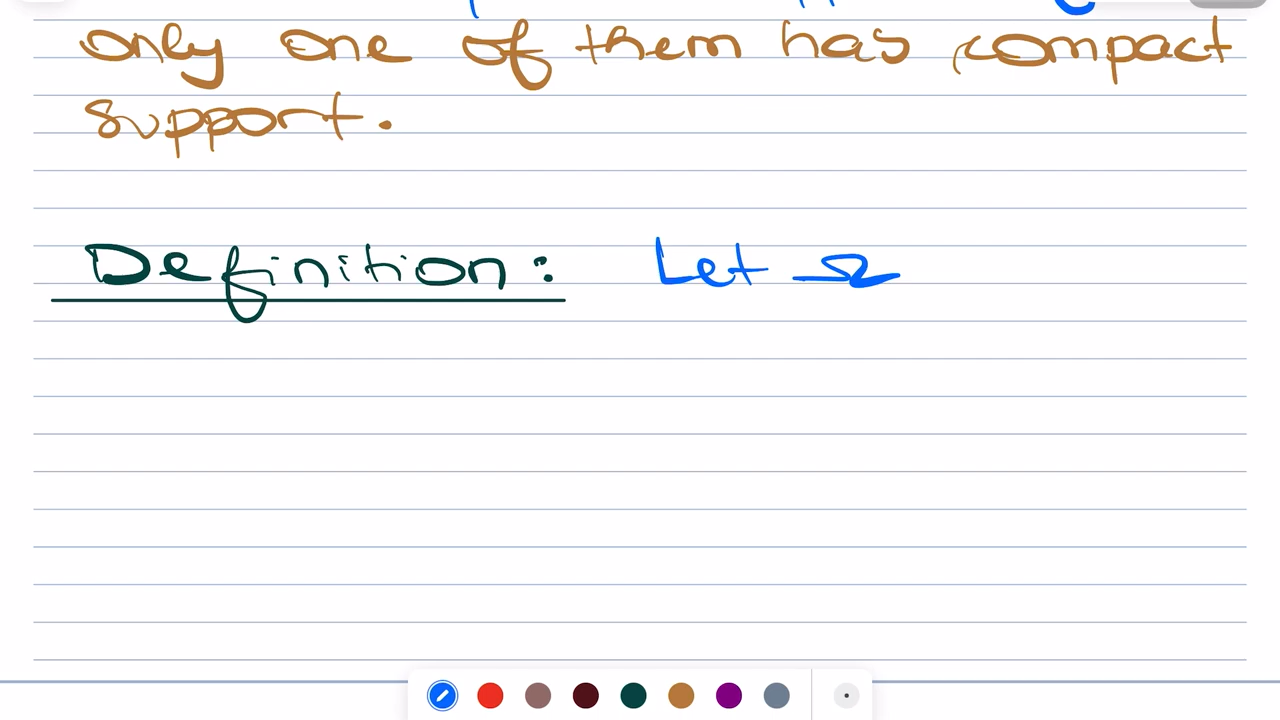 only one of them has compact
support.
Definition: Let Ω